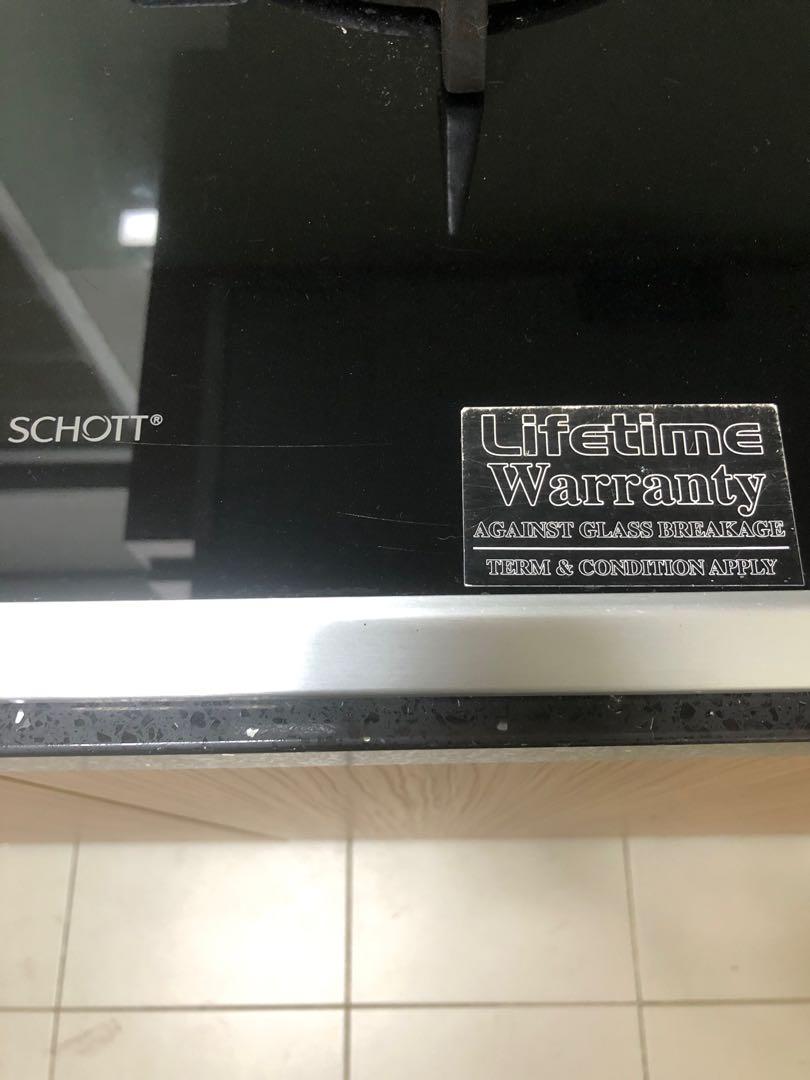 SCHOTT®
Lifetime
Warranty
AGAINST GLASS BREAKAGE
TERM & CONDITION APPLY